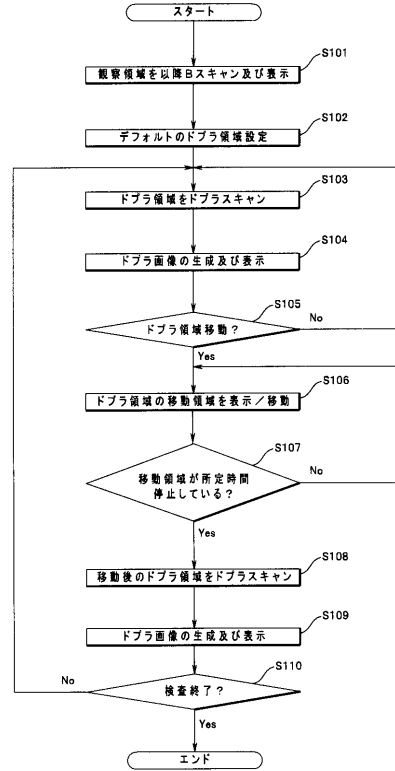 スタート
S101
観察領域を以降Bスキャン及び表示
S102
デフォルトのドプラ領域設定
S103
ドプラ領域をドプラスキャン
S104
ドプラ画像の生成及び表示
S105
ドプラ領域移動？
No
Yes
S106
ドプラ領域の移動領域を表示／移動
S107
移動領域が所定時間
停止している？
No
Yes
S108
移動後のドプラ領域をドプラスキャン
S109
ドプラ画像の生成及び表示
S110
No
検査終了？
Yes
エンド